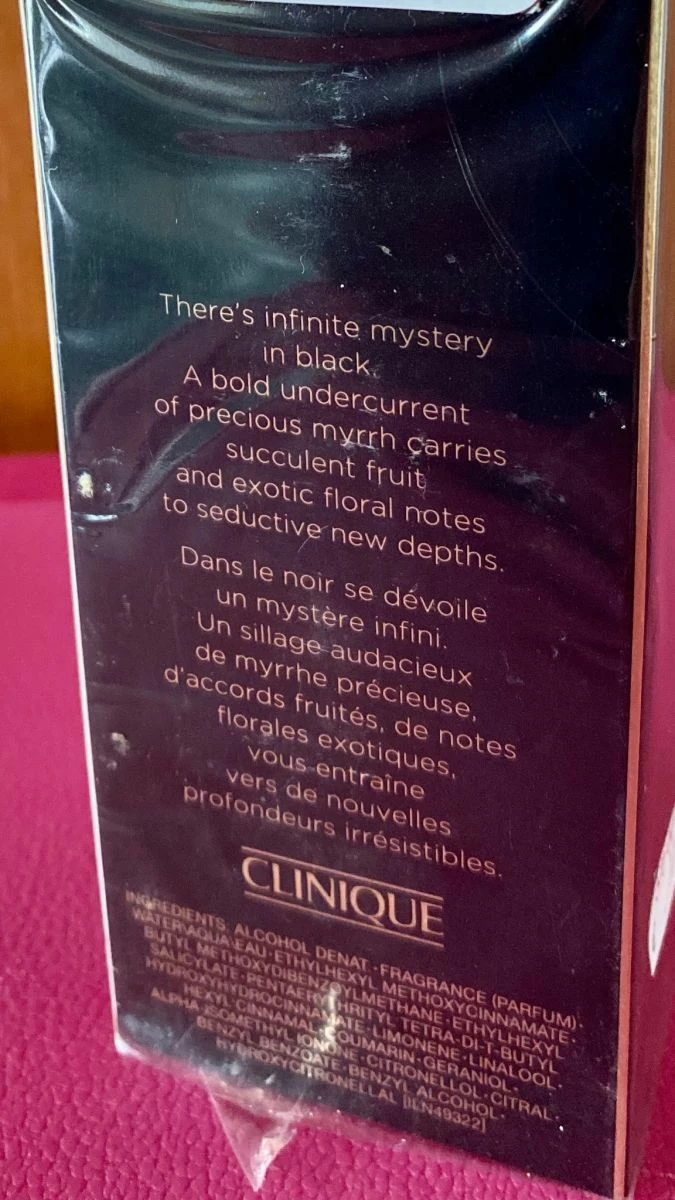 There's infinite mystery
in black.
A bold undercurrent
of precious myrrh carries
succulent fruit
and exotic floral notes
to seductive new depths.
Dans le noir se dévoile
un mystère infini.
Un sillage audacieux
de myrrhe précieuse,
d'accords fruités, de notes
florales exotiques,
vous entraîne
vers de nouvelles
profondeurs irrésistibles.
CLINIQUE
INGREDIENTS: ALCOHOL DENAT.•FRAGRANCE (PARFUM)•
WATER\AQUA\EAU•ETHYLHEXYL METHOXYCINNAMATE•
BUTYL METHOXYDIBENZOYLMETHANE•ETHYLHEXYL
SALICYLATE•PENTAERYTHRITYL TETRA-DI-T-BUTYL
HYDROXYHYDROCINNAMATE•LIMONENE•LINALOOL•
HEXYL CINNAMAL•COUMARIN•GERANIOL•
ALPHA-ISOMETHYL IONONE•CITRONELLOL•CITRAL•
BENZYL BENZOATE•BENZYL ALCOHOL•
HYDROXYCITRONELLAL [ILN49322]